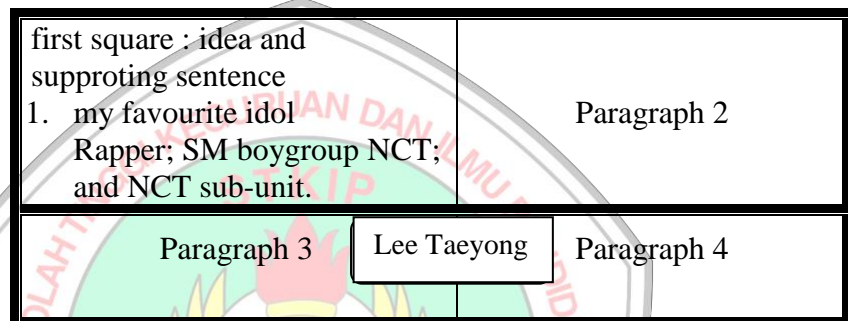 first square : idea and
supproting sentence
1. my favourite idol
Rapper; SM boygroup NCT;
and NCT sub-unit.
Paragraph 2
Paragraph 3
Lee Taeyong
Paragraph 4
STKIP